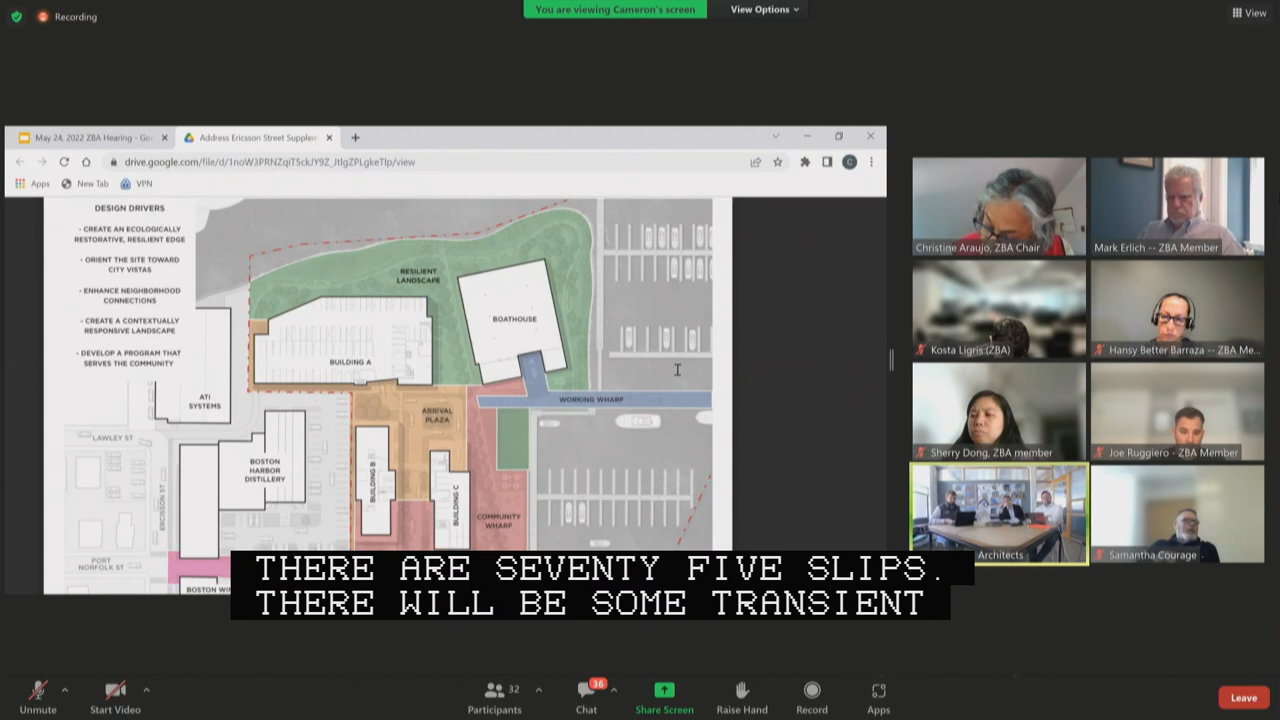 Recording
You are viewing Cameron's screen
View Options
View
May 24, 2022 ZBA Hearing - Go
Address Ericsson Street Supplem
drive.google.com/file/d/1noW3PRNZqiT5ckJY9Z_JtlgZPLgkeTlp/view
Apps
New Tab
VPN
DESIGN DRIVERS
- CREATE AN ECOLOGICALLY
RESTORATIVE, RESILIENT EDGE
- ORIENT THE SITE TOWARD
CITY VISTAS
- ENHANCE NEIGHBORHOOD
CONNECTIONS
- CREATE A CONTEXTUALLY
RESPONSIVE LANDSCAPE
- DEVELOP A PROGRAM THAT
SERVES THE COMMUNITY
RESILIENT
LANDSCAPE
BOATHOUSE
BUILDING A
WORKING WHARF
ATI
SYSTEMS
ARRIVAL
PLAZA
LAWLEY ST
BOSTON
HARBOR
DISTILLERY
BUILDING B
BUILDING C
ERICSSON ST
COMMUNITY
WHARF
PORT
NORFOLK ST
BOSTON WI
Christine Araujo, ZBA Chair
Mark Erlich -- ZBA Member
Kosta Ligris (ZBA)
Hansy Better Barraza -- ZBA Me...
Sherry Dong, ZBA member
Joe Ruggiero - ZBA Member
Architects
Samantha Courage
THERE ARE SEVENTY FIVE SLIPS.
THERE WILL BE SOME TRANSIENT
Unmute
Start Video
32
Participants
36
Chat
Share Screen
Raise Hand
Record
Apps
Leave